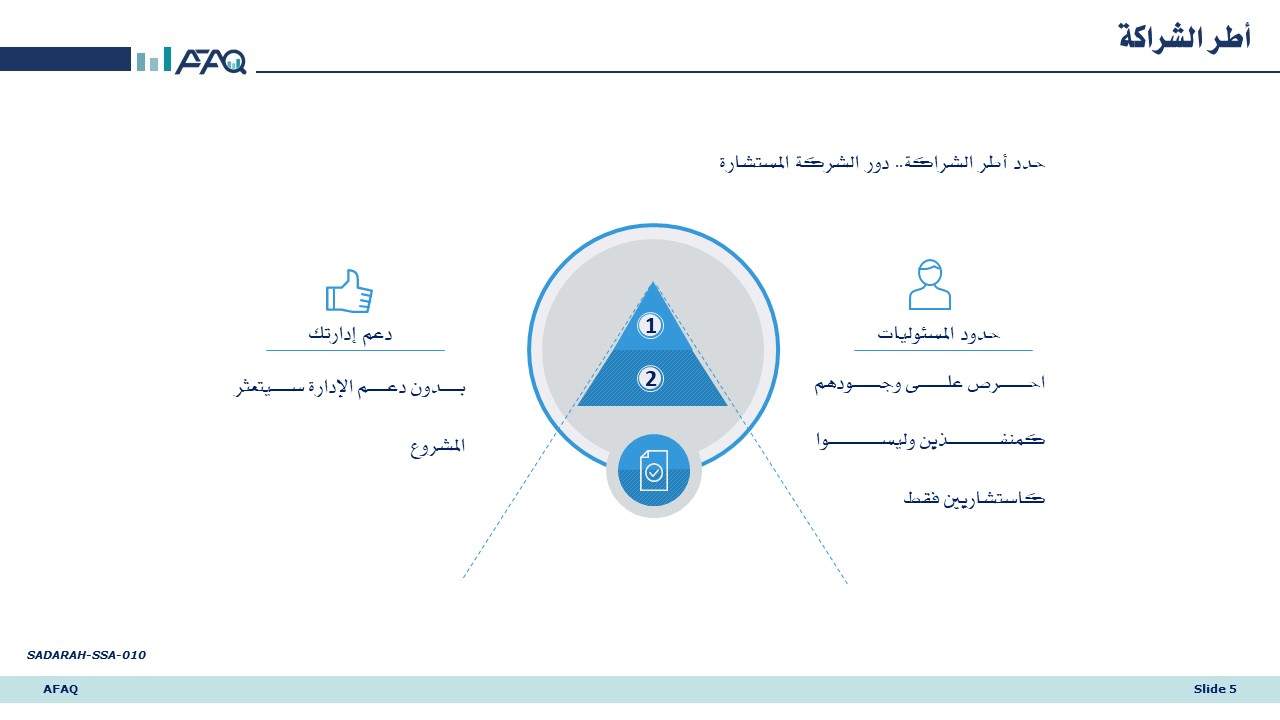 أطر الشراكة
AFAQ
حدد أطر الشراكة.. دور الشركة المستشارة
حدود المسئوليات
احرص على وجودهم
كمنفذين وليسوا
كاستشاريين فقط
1
2
دعم إدارتك
بدون دعم الإدارة سيتعثر
المشروع
SADARAH-SSA-010
AFAQ
Slide 5